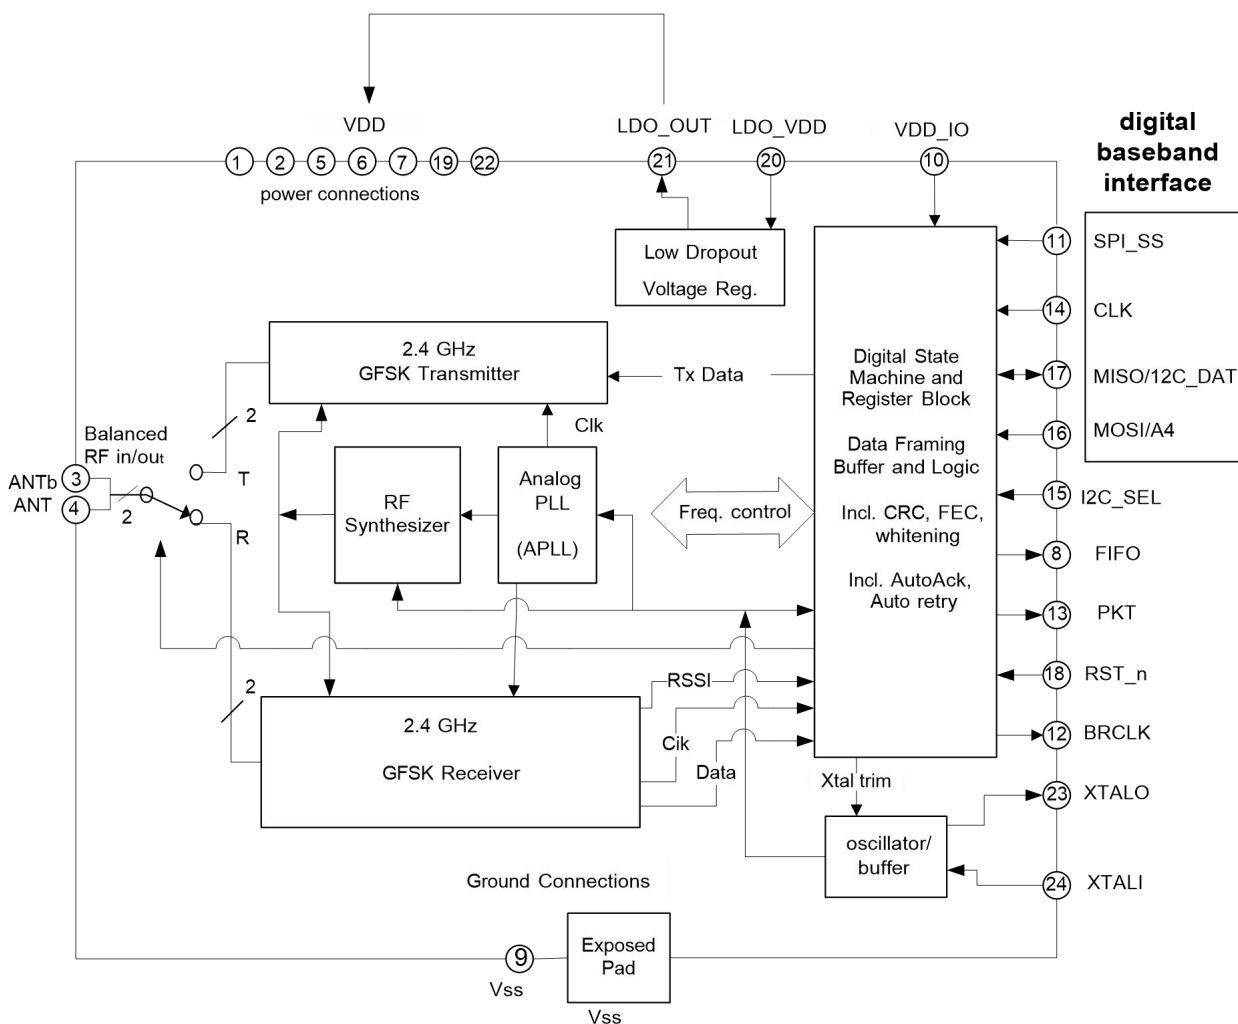 VDD
LDO_OUT
LDO_VDD
VDD_IO
digital
baseband
interface
1
2
5
6
7
19
22
21
20
10
power connections
Low Dropout
Voltage Reg.
11
SPI_SS
14
CLK
17
MISO/12C_DAT
16
MOSI/A4
15
I2C_SEL
8
FIFO
13
PKT
18
RST_n
12
BRCLK
23
XTALO
24
XTALI
2.4 GHz
GFSK Transmitter
Tx Data
Digital State
Machine and
Register Block
Data Framing
Buffer and Logic
Incl. CRC, FEC,
whitening
Incl. AutoAck,
Auto retry
2
Clk
Balanced
RF in/out
ANTb
3
ANT
4
2
T
R
RF
Synthesizer
Analog
PLL
(APLL)
Freq. control
2
RSSI
Cik
Data
2.4 GHz
GFSK Receiver
Xtal trim
oscillator/
buffer
Ground Connections
9
Vss
Exposed
Pad
Vss